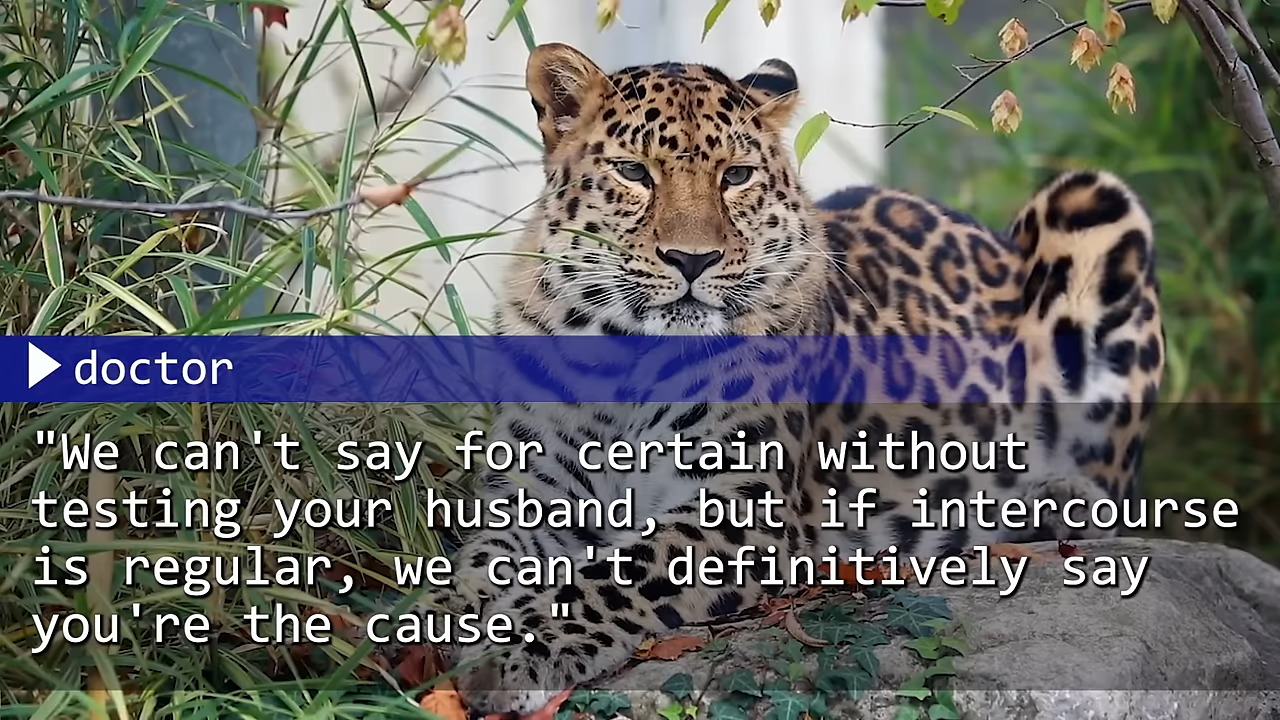 doctor
"We can't say for certain without
testing your husband, but if intercourse
is regular, we can't definitively say
you're the cause."